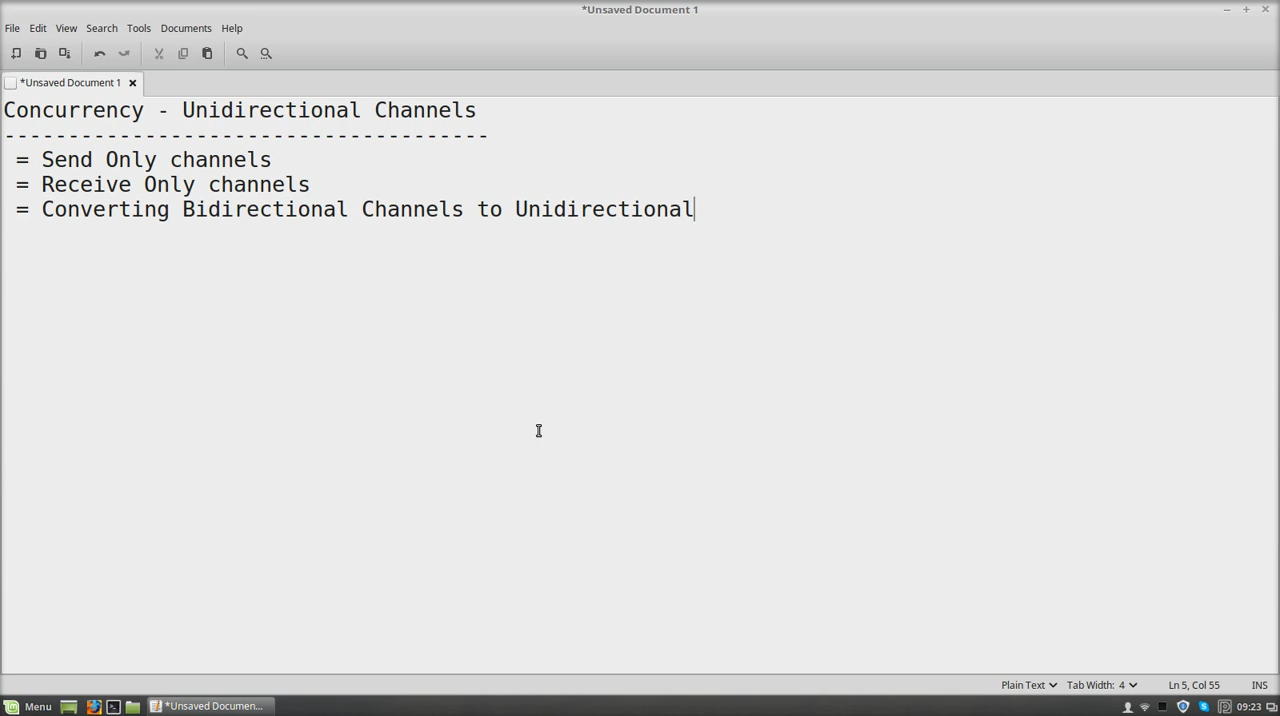 *Unsaved Document 1
File Edit View Search Tools Documents Help
*Unsaved Document 1
Concurrency - Unidirectional Channels
--------------------------------------
= Send Only channels
= Receive Only channels
= Converting Bidirectional Channels to Unidirectional
Plain Text Tab Width: 4 Ln 5, Col 55 INS
Menu *Unsaved Documen... 09:23